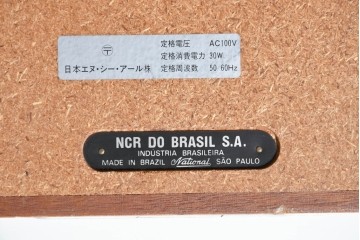 〒
日本エヌ・シー・アール株
定格電圧 AC100V
定格消費電力 30W
定格周波数 50-60Hz
NCR DO BRASIL S.A.
INDUSTRIA BRASILEIRA
MADE IN BRAZIL National SÃO PAULO